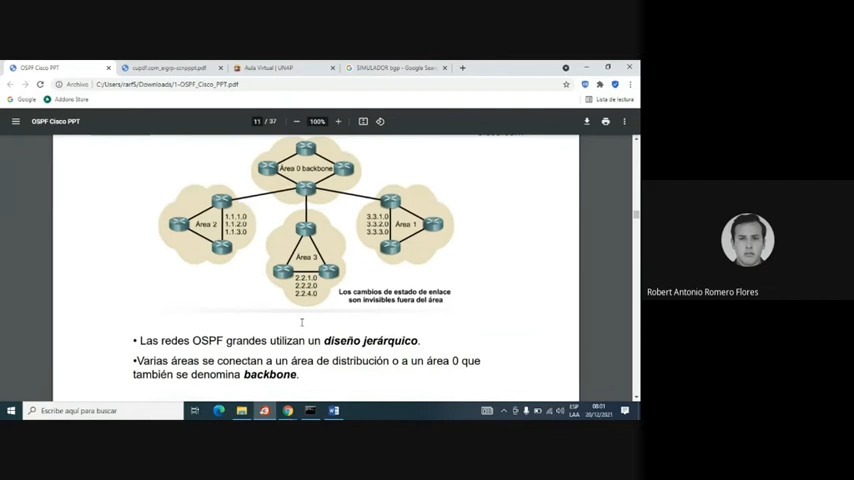 OSPF Cisco PPT
cupdf.com_eigrp-ccnpppt.pdf
Aula Virtual | UNAP
SIMULADOR bgp - Google Sear
Archivo
C:/Users/rarf5/Downloads/1-OSPF_Cisco_PPT.pdf
Google
Addons Store
Lista de lectura
OSPF Cisco PPT
11 / 37
100%
Área 0 backbone
Área 2
1.1.1.0
1.1.2.0
1.1.3.0
3.3.1.0
3.3.2.0
3.3.3.0
Área 1
Área 3
2.2.1.0
2.2.2.0
2.2.4.0
Los cambios de estado de enlace
son invisibles fuera del área
• Las redes OSPF grandes utilizan un diseño jerárquico.
•Varias áreas se conectan a un área de distribución o a un área 0 que
también se denomina backbone.
Robert Antonio Romero Flores
Escribe aquí para buscar
ESP
LAA
08:01
20/12/2021